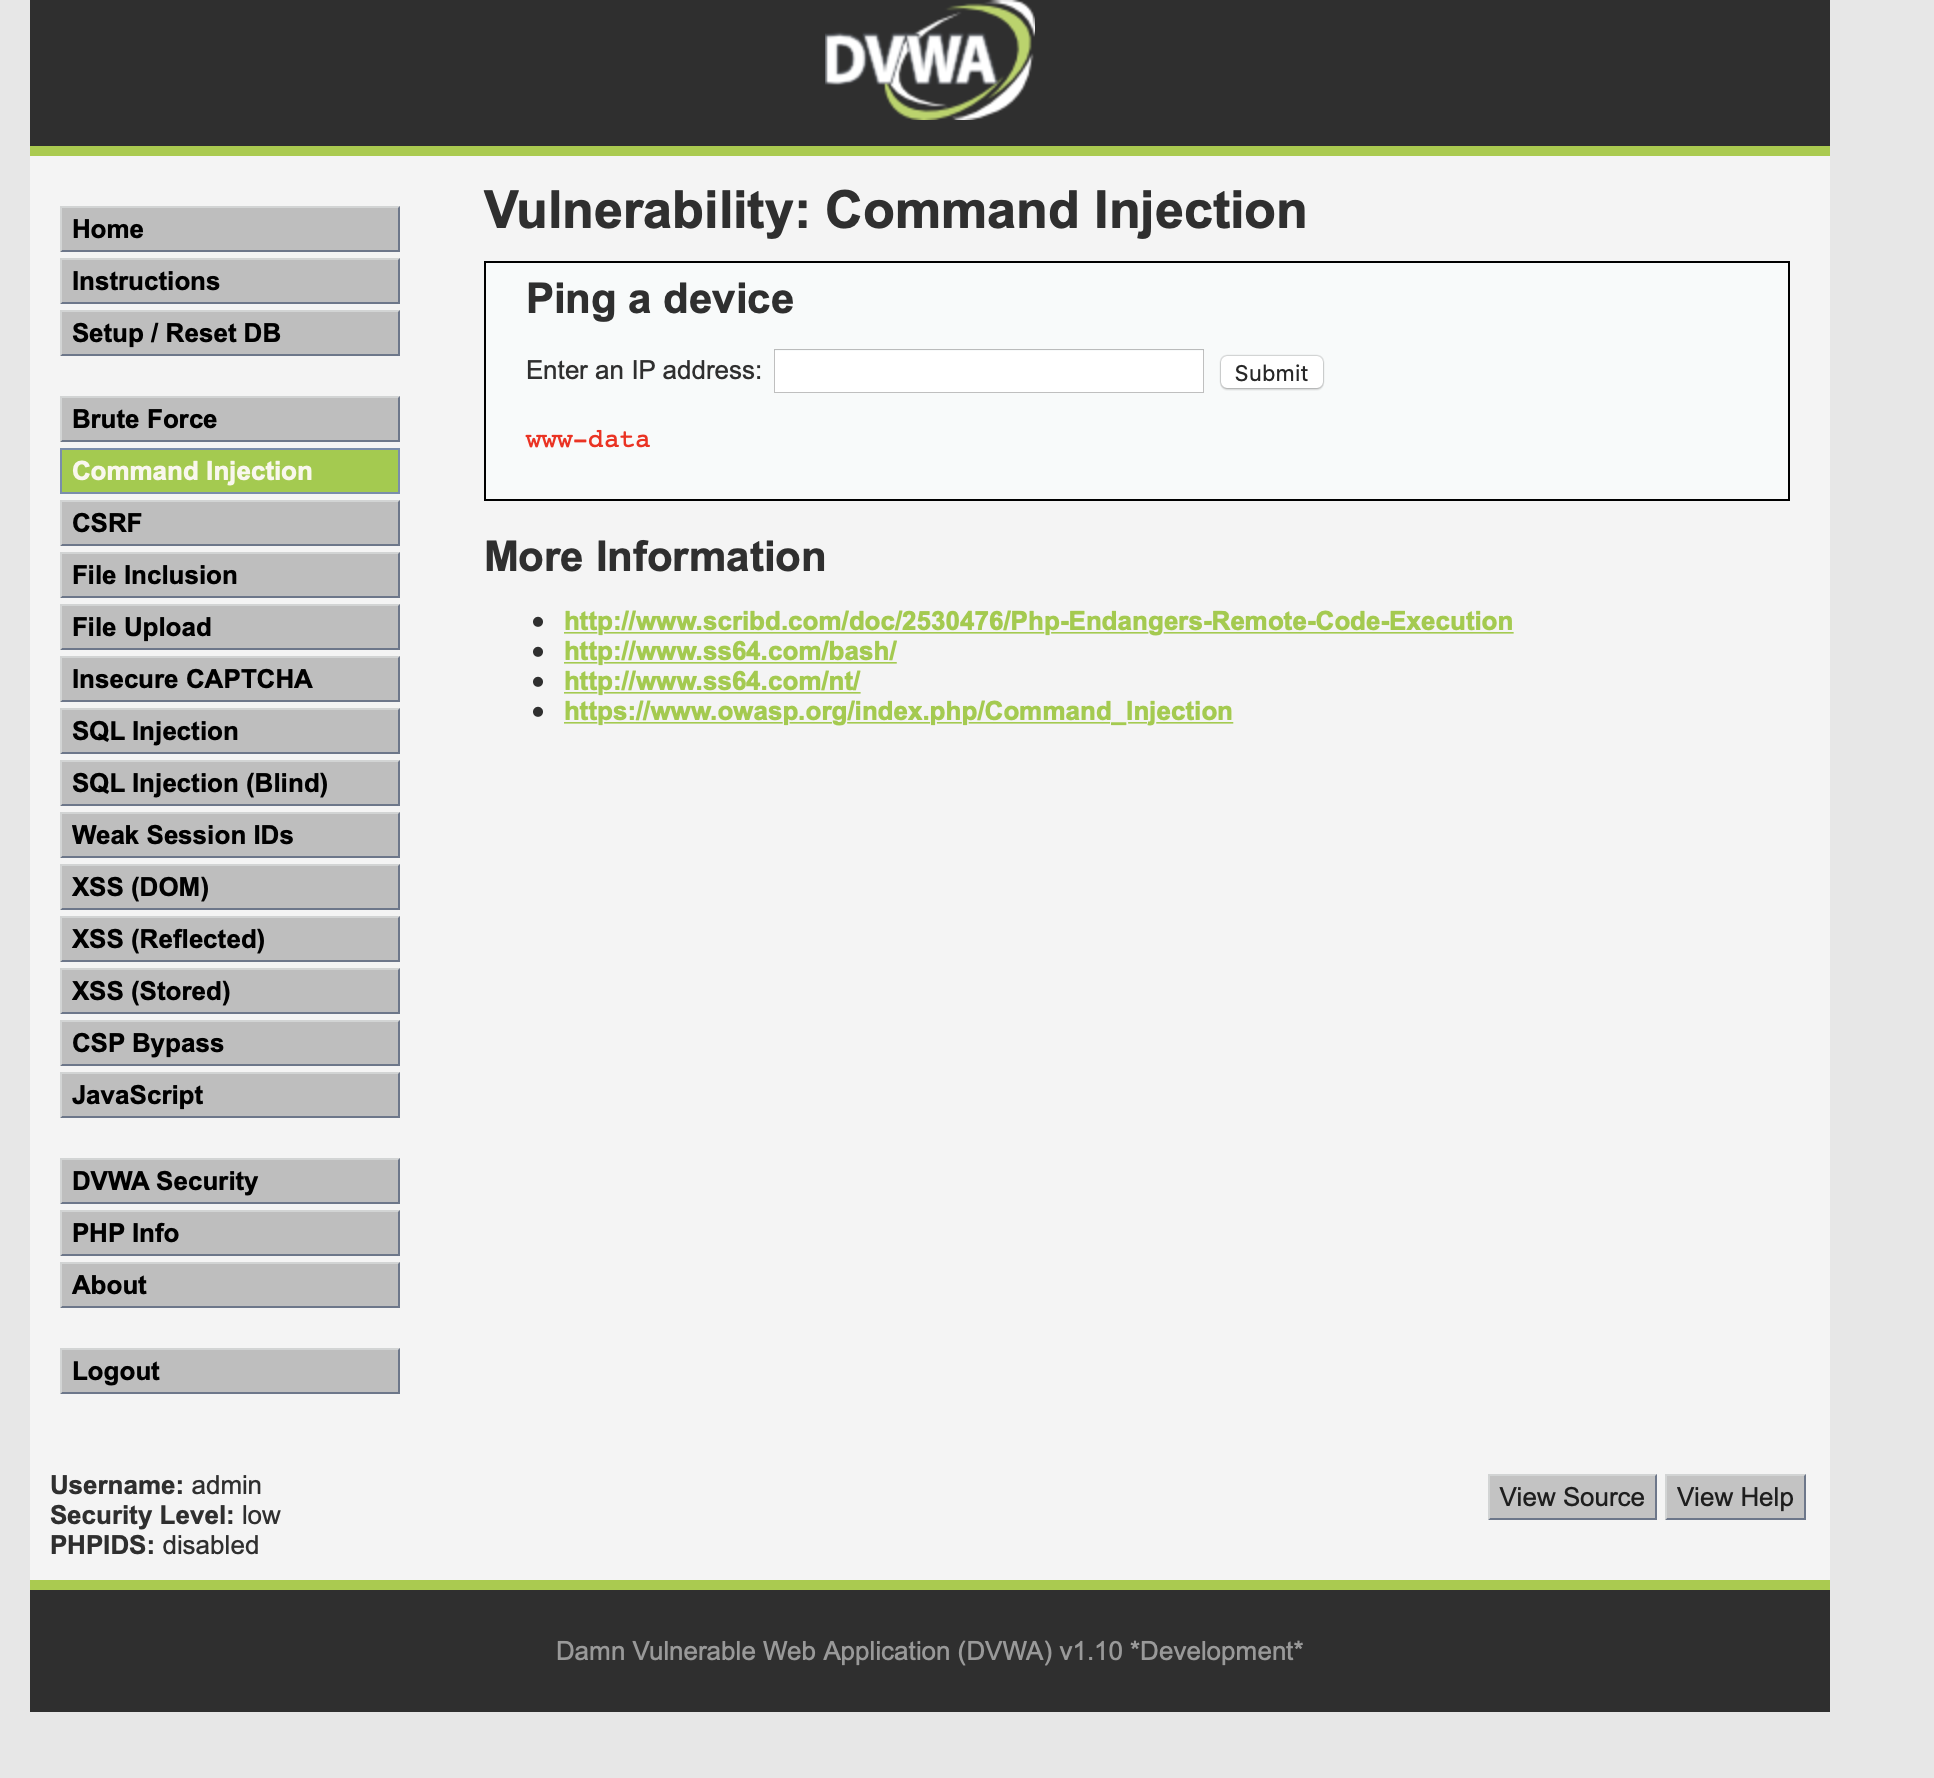 DVWA
Home
Instructions
Setup / Reset DB
Brute Force
Command Injection
CSRF
File Inclusion
File Upload
Insecure CAPTCHA
SQL Injection
SQL Injection (Blind)
Weak Session IDs
XSS (DOM)
XSS (Reflected)
XSS (Stored)
CSP Bypass
JavaScript
DVWA Security
PHP Info
About
Logout
Vulnerability: Command Injection
Ping a device
Enter an IP address: Submit
www-data
More Information
http://www.scribd.com/doc/2530476/Php-Endangers-Remote-Code-Execution
http://www.ss64.com/bash/
http://www.ss64.com/nt/
https://www.owasp.org/index.php/Command_Injection
Username: admin
Security Level: low
PHPIDS: disabled
View Source View Help
Damn Vulnerable Web Application (DVWA) v1.10 *Development*